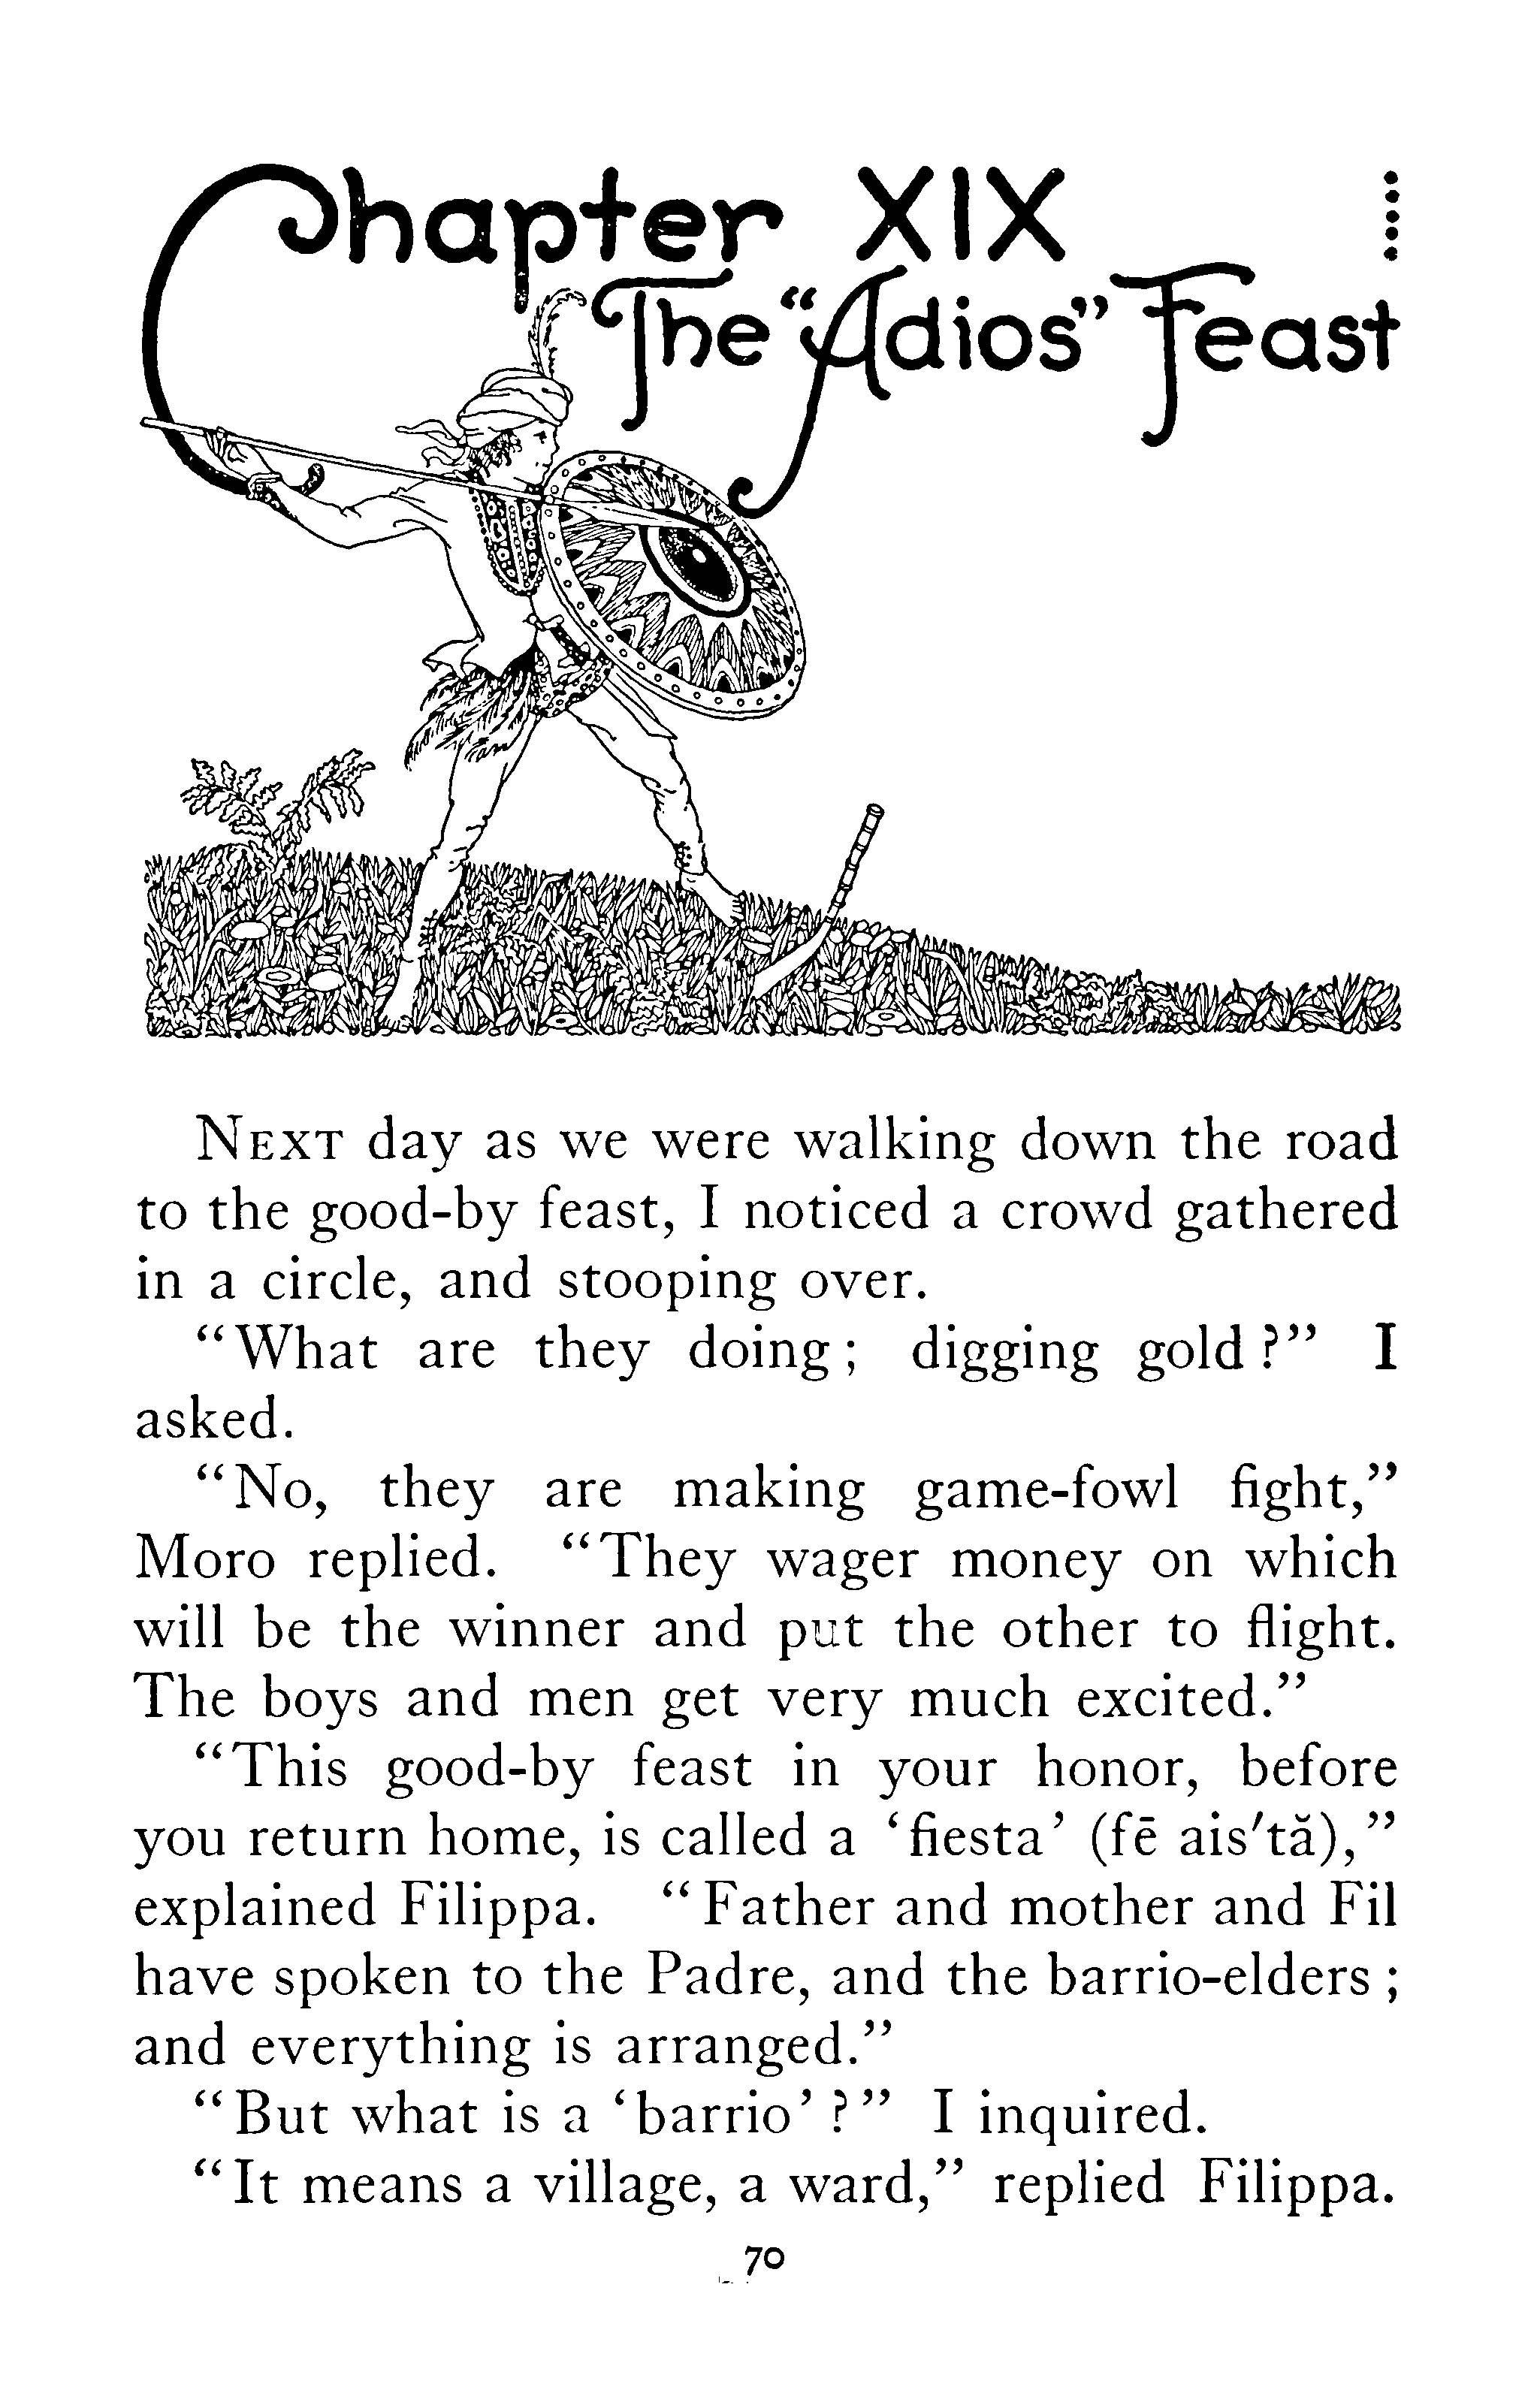 Chapter XIX
The "Adios" Feast
NEXT day as we were walking down the road
to the good-by feast, I noticed a crowd gathered
in a circle, and stooping over.
"What are they doing; digging gold?" I
asked.
"No, they are making game-fowl fight,"
Moro replied. "They wager money on which
will be the winner and put the other to flight.
The boys and men get very much excited."
"This good-by feast in your honor, before
you return home, is called a 'fiesta' (fē ais'tă),"
explained Filippa. "Father and mother and Fil
have spoken to the Padre, and the barrio-elders;
and everything is arranged."
"But what is a 'barrio'?" I inquired.
"It means a village, a ward," replied Filippa.
70